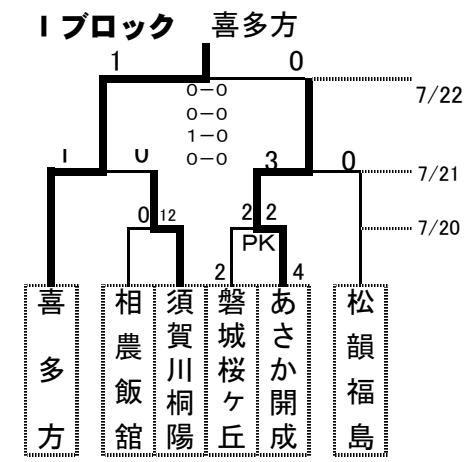 Iブロック 喜多方
1 0
0-0
0-0
1-0
0-0
7/22
1 0 3 0 7/21
0 12 2 2 7/20
PK
2 4
喜多方
相農飯舘
須賀川桐陽
磐城桜ヶ丘
あさか開成
松韻福島